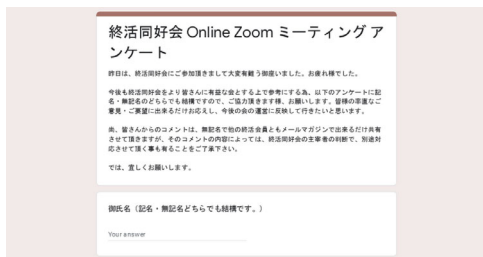 終活同好会 Online Zoom ミーティング ア
ンケート
昨日は、終活同好会にご参加頂きまして大変有難う御座いました。お疲れ様でした。
今後も終活同好会をより皆さんに有益な会とする上で参考にする為、以下のアンケートに記
名・無記名のどちらでも結構ですので、ご協力頂きます様、お願いします。皆様の率直なご
意見・ご要望に出来るだけお応えし、今後の会の運営に反映して行きたいと思います。
尚、皆さんからのコメントは、無記名で他の終活会員ともメールマガジンで出来るだけ共有
させて頂きますが、そのコメントの内容によっては、終活同好会の主宰者の判断で、別途対
応させて頂く事も有ることをご了承下さい。
では、宜しくお願いします。
御氏名（記名・無記名どちらでも結構です。）
Your answer